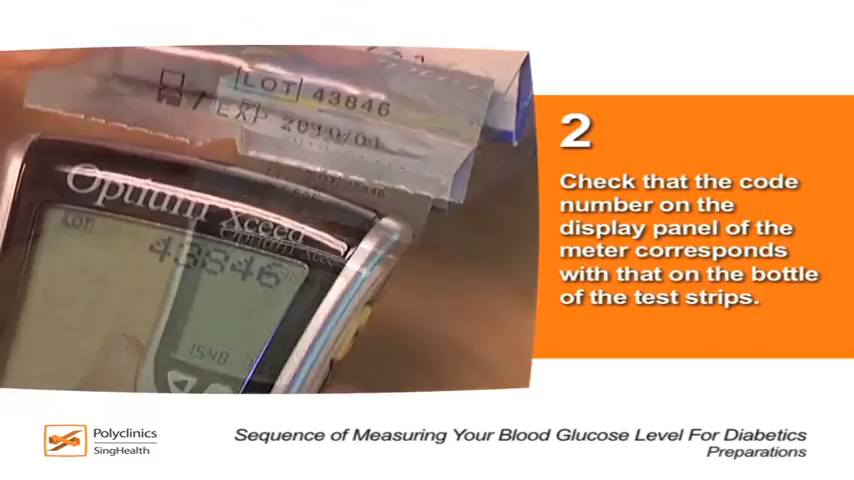 LOT 43846
EXP 2010/01
Optium Xceed
LOT
43846
2
Check that the code
number on the
display panel of the
meter corresponds
with that on the bottle
of the test strips.
Polyclinics
SingHealth
Sequence of Measuring Your Blood Glucose Level For Diabetics
Preparations